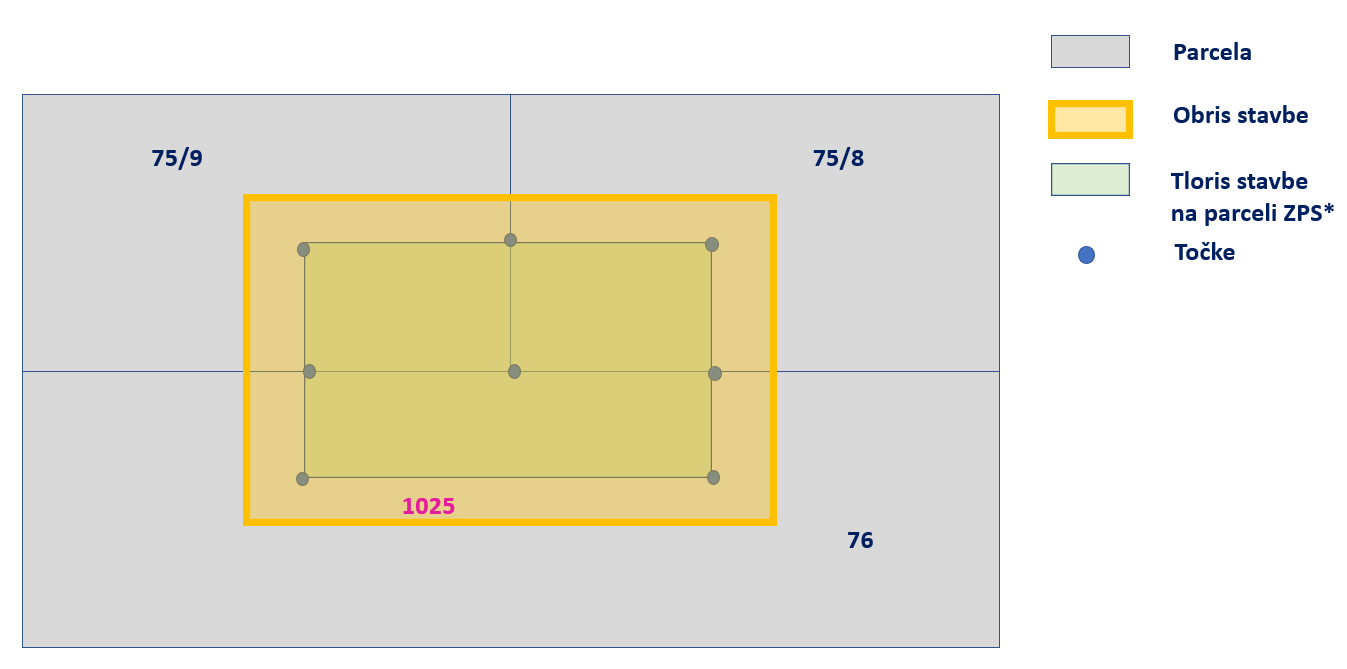 75/9
75/8
1025
76
Parcela
Obris stavbe
Tloris stavbe
na parceli ZPS*
Točke